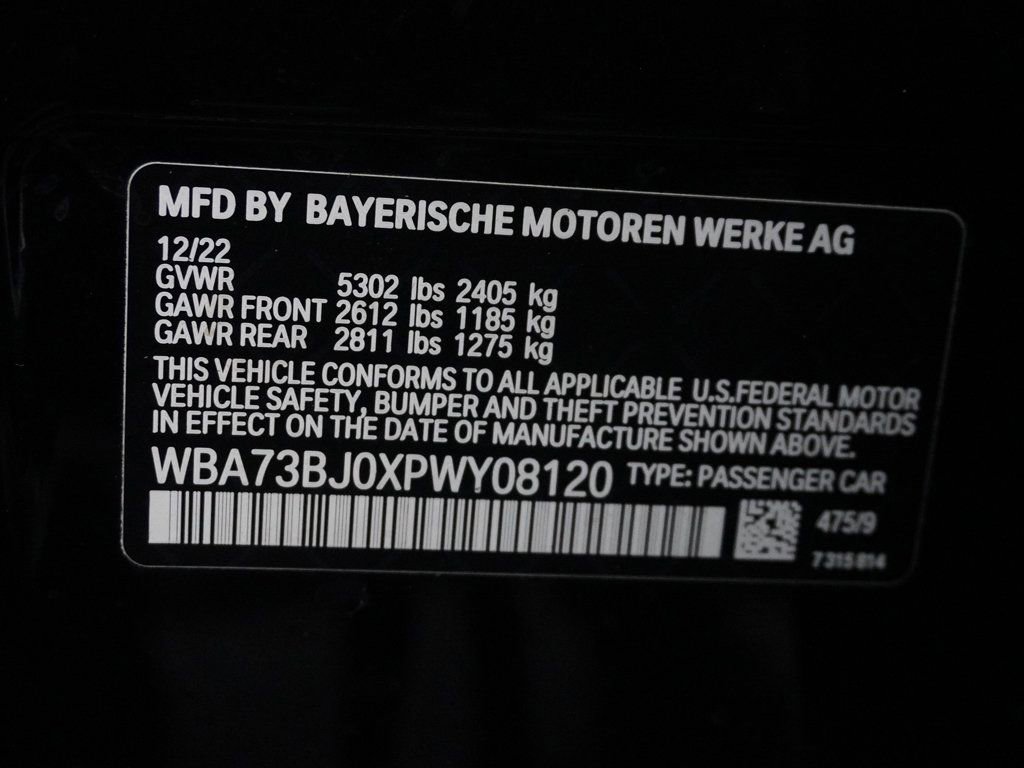 MFD BY BAYERISCHE MOTOREN WERKE AG
12/22
GVWR 5302 lbs 2405 kg
GAWR FRONT 2612 lbs 1185 kg
GAWR REAR 2811 lbs 1275 kg
THIS VEHICLE CONFORMS TO ALL APPLICABLE U.S.FEDERAL MOTOR
VEHICLE SAFETY, BUMPER AND THEFT PREVENTION STANDARDS
IN EFFECT ON THE DATE OF MANUFACTURE SHOWN ABOVE.
WBA73BJ0XPWY08120 TYPE: PASSENGER CAR
475/9
7315814